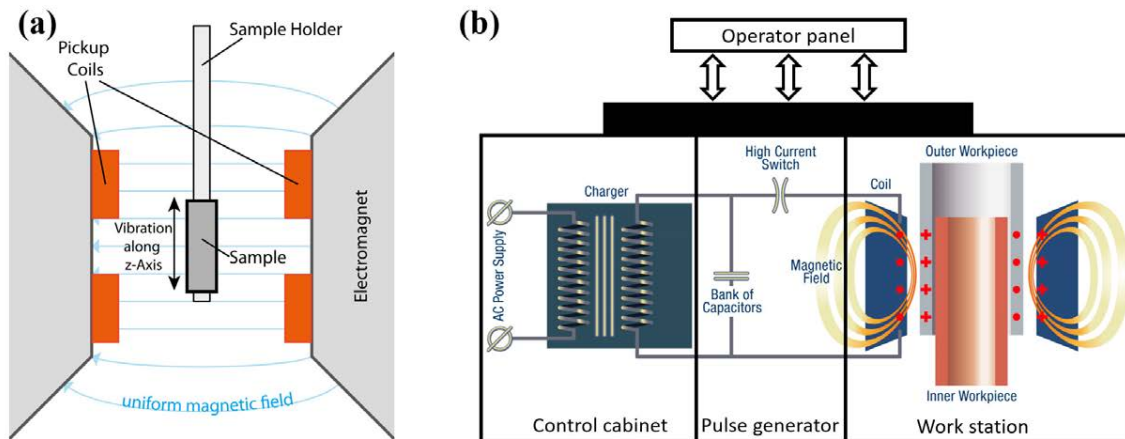 (a)
Sample Holder
Pickup
Coils
Vibration
along
z-Axis
Sample
Electromagnet
uniform magnetic field
(b)
Operator panel
High Current
Switch
Outer Workpiece
Charger
Coil
AC Power Supply
Magnetic
Field
Bank of
Capacitors
Inner Workpiece
Control cabinet
Pulse generator
Work station